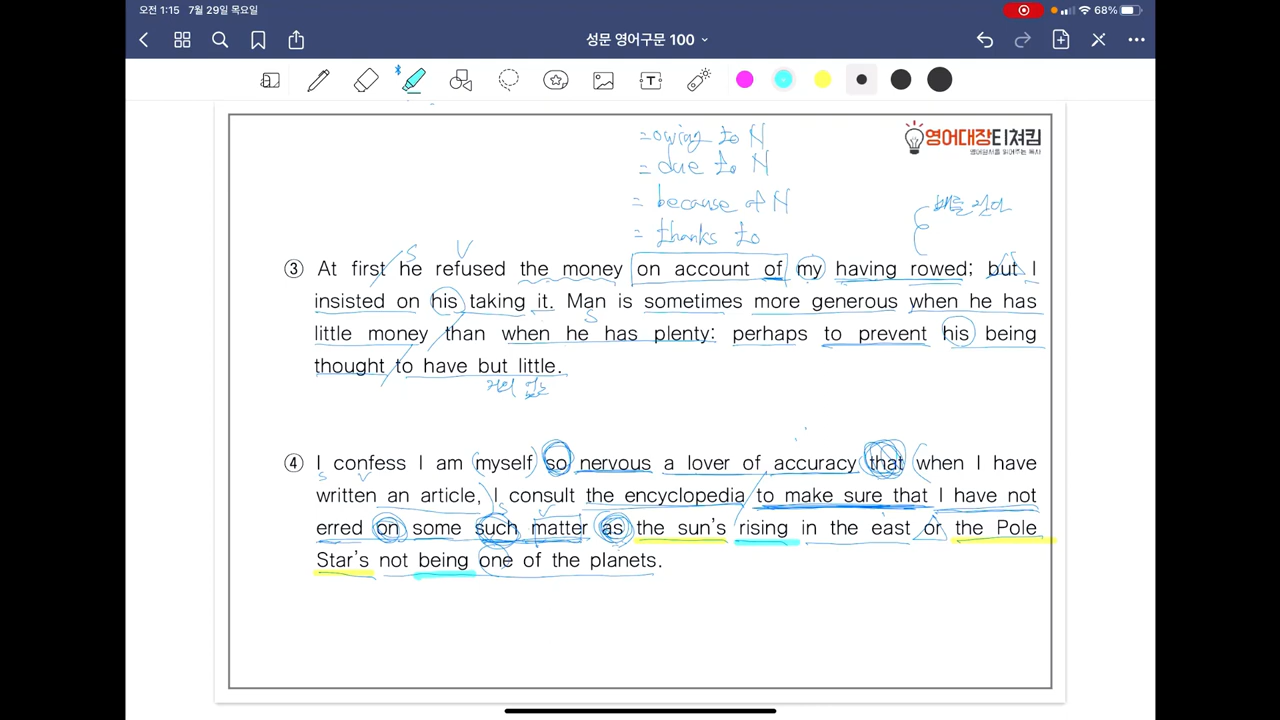 오전 1:15 7월 29일 목요일
68%
성문 영어구문 100
영어대장티쳐킴
= owing to N
= due to N
= because of N
= thanks to
S V
③ At first he refused the money on account of my having rowed; but I
insisted on his taking it. Man is sometimes more generous when he has
S
little money than when he has plenty: perhaps to prevent his being
thought to have but little.
거의 없는
④ I confess I am (myself) so nervous a lover of accuracy that (when I have
S V
written an article,) I consult the encyclopedia to make sure that I have not
S V
erred on some such matter as the sun's rising in the east or the Pole
Star's not being one of the planets.